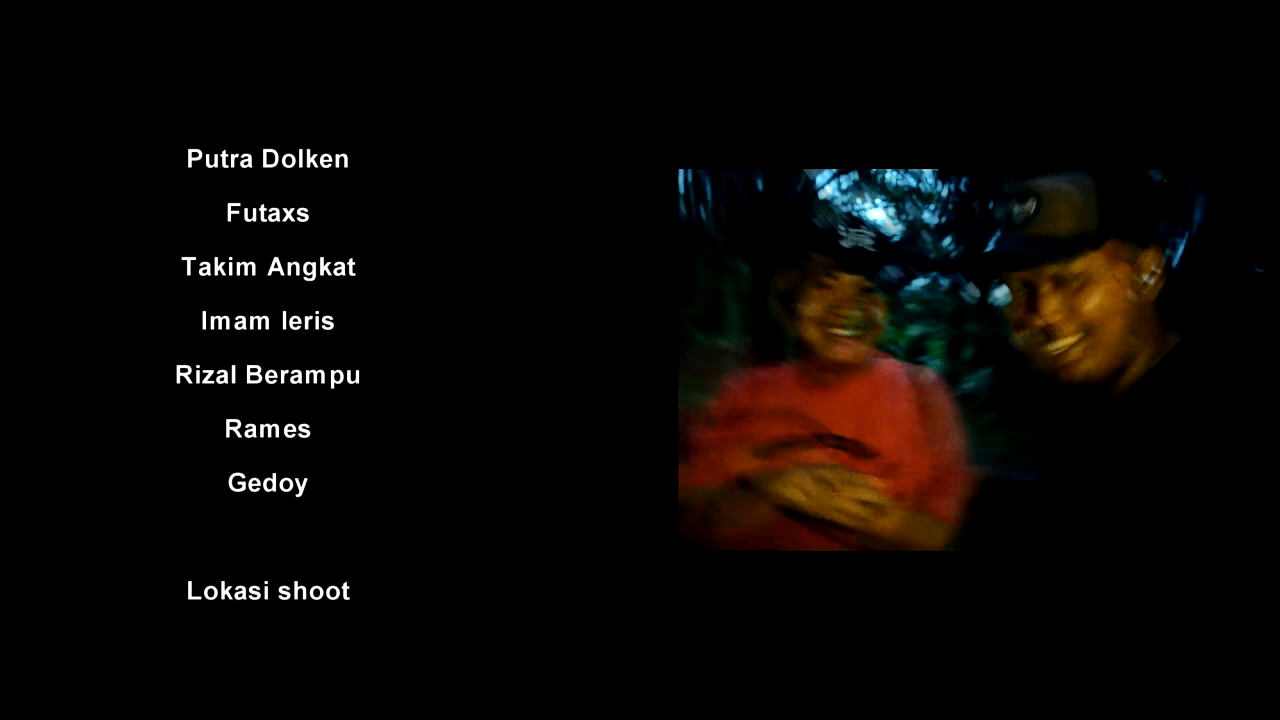 Putra Dolken
Futaxs
Takim Angkat
Imam Ieris
Rizal Berampu
Rames
Gedoy
Lokasi shoot